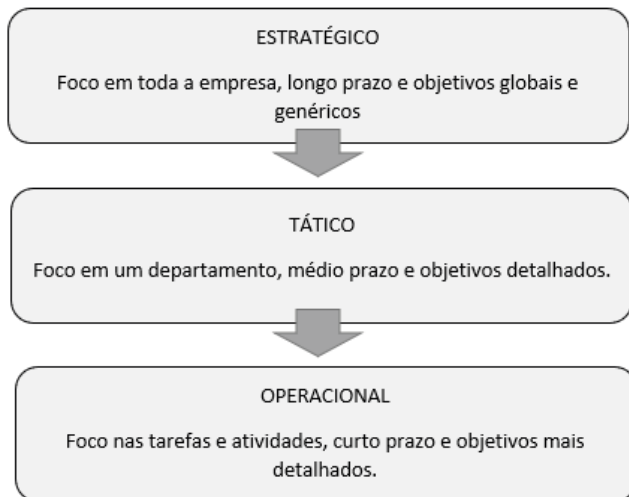 ESTRATÉGICO
Foco em toda a empresa, longo prazo e objetivos globais e
genéricos
TÁTICO
Foco em um departamento, médio prazo e objetivos detalhados.
OPERACIONAL
Foco nas tarefas e atividades, curto prazo e objetivos mais
detalhados.